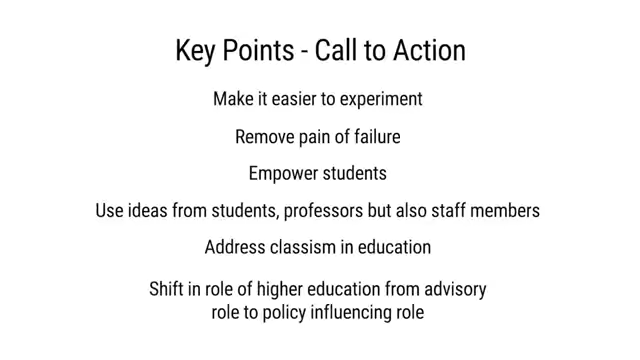 Key Points - Call to Action
Make it easier to experiment
Remove pain of failure
Empower students
Use ideas from students, professors but also staff members
Address classism in education
Shift in role of higher education from advisory
role to policy influencing role